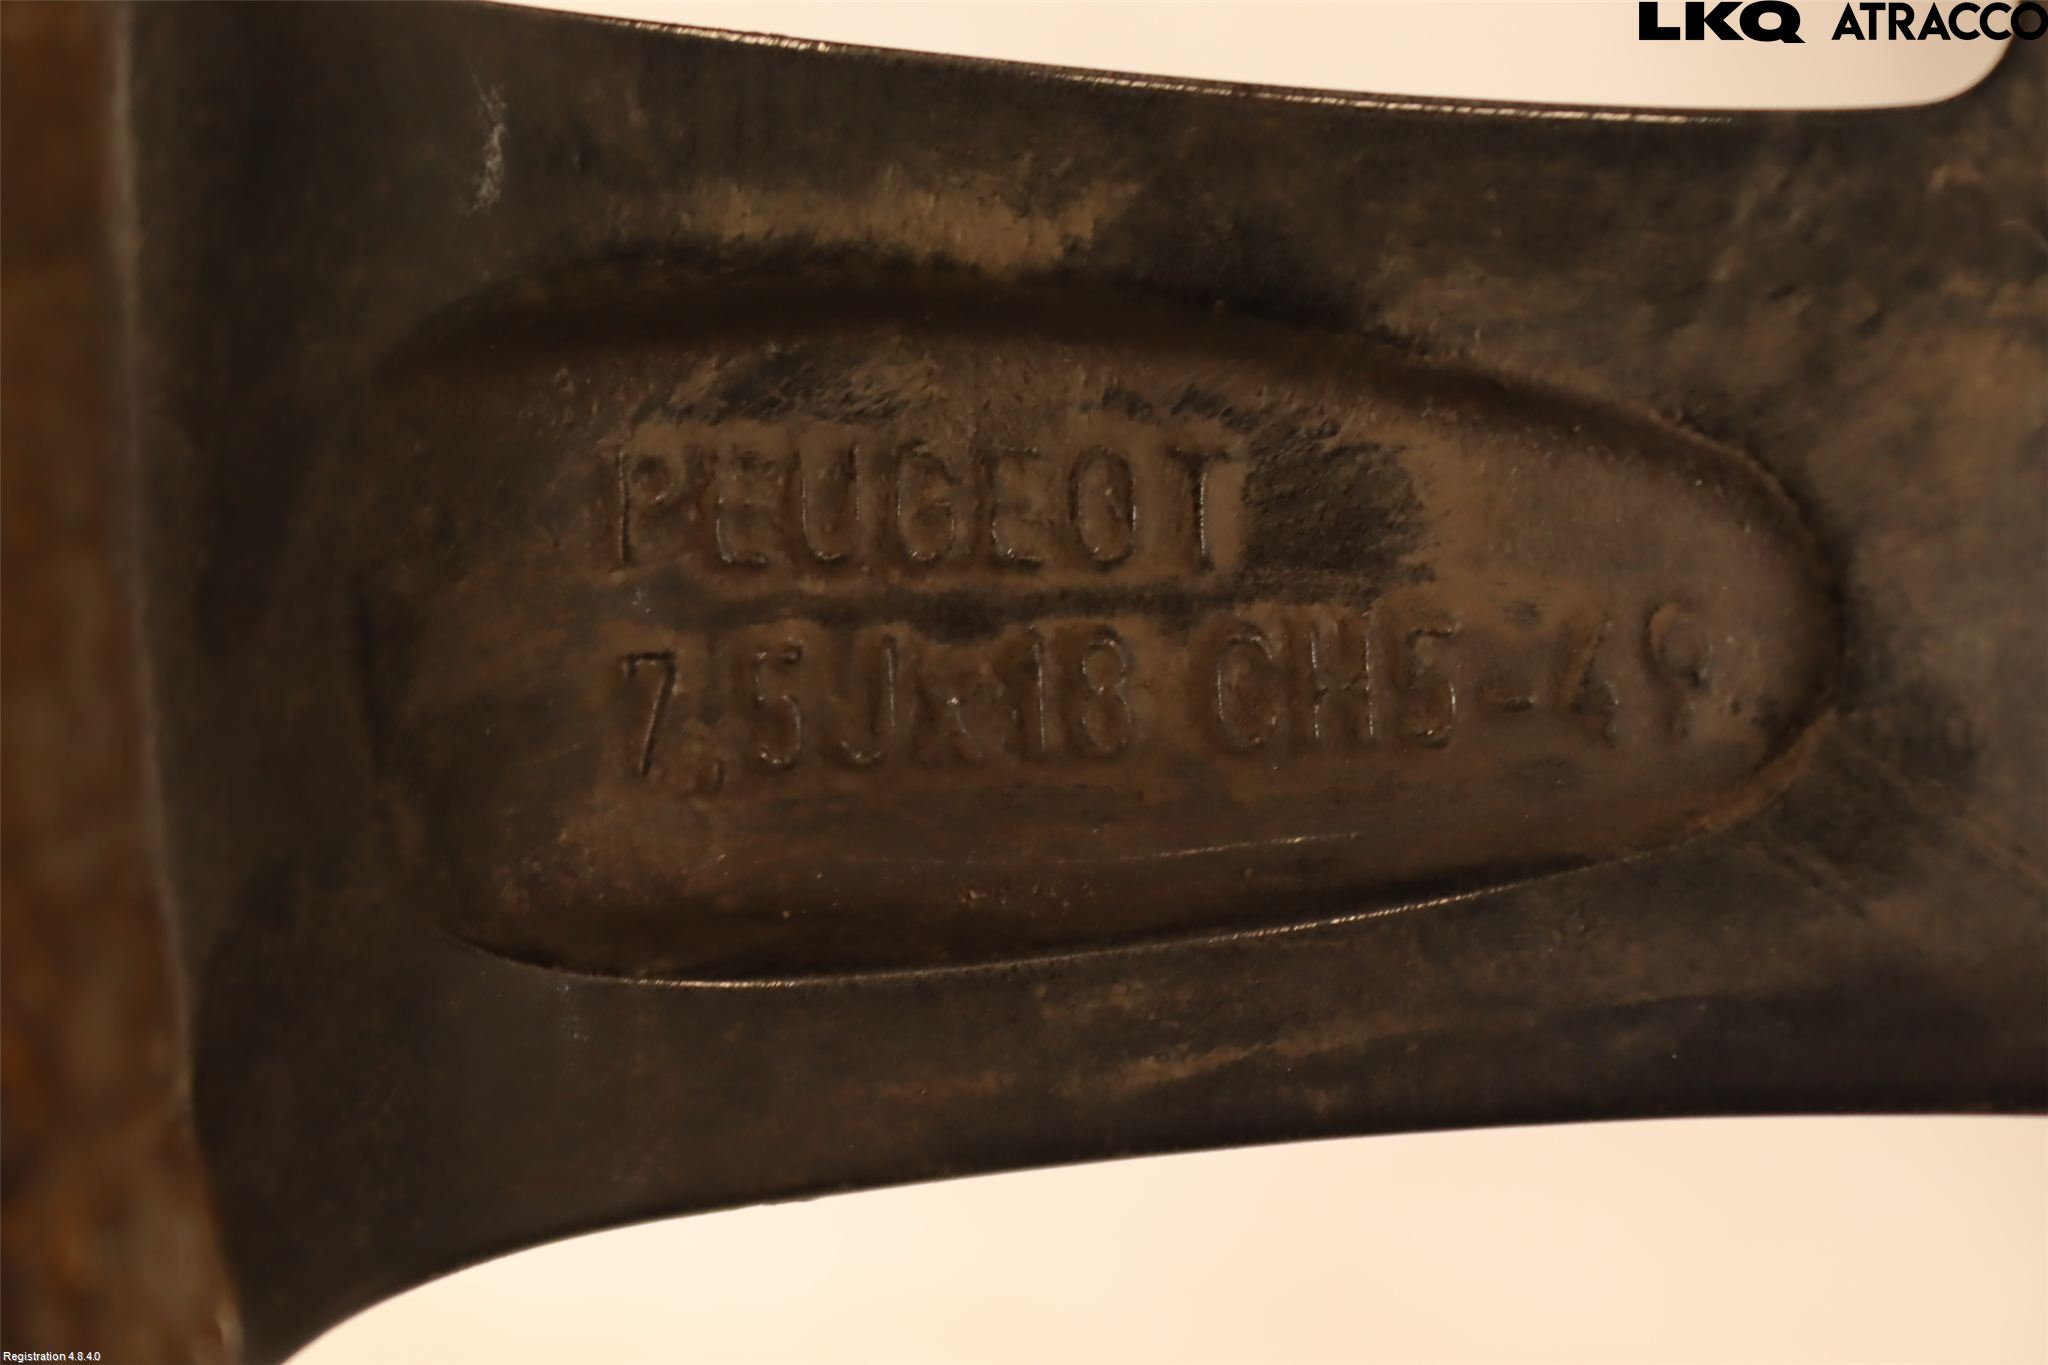 LKQ ATRACCO
PEUGEOT
7,5Jx18 CH5-49
Registration 4.8.4.0